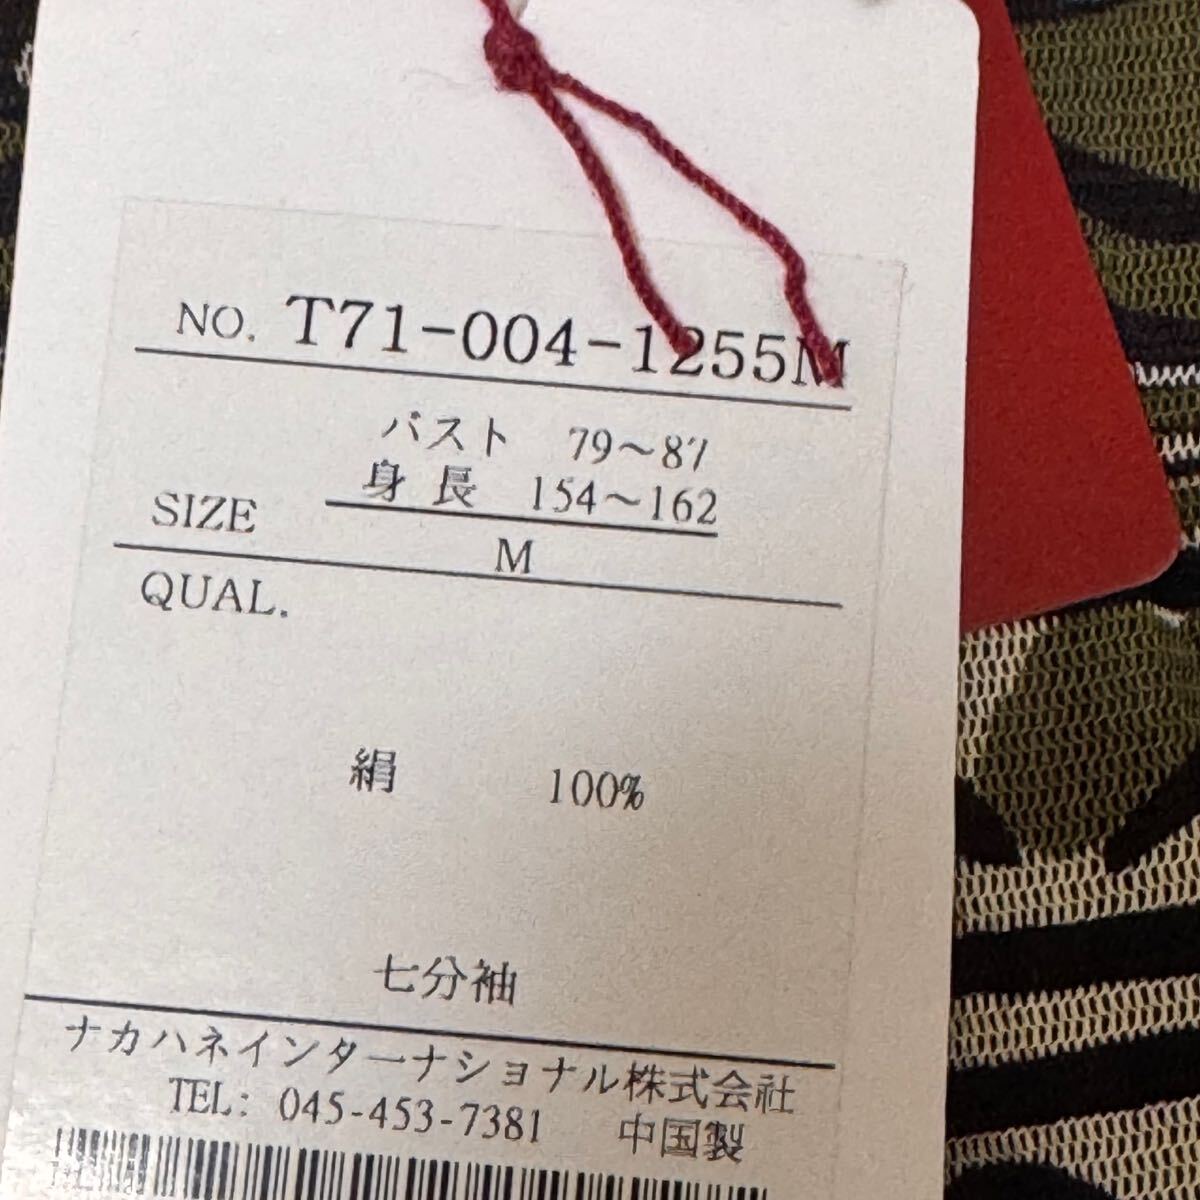 NO. T71-004-1255M
バスト 79～87
身長 154～162
SIZE
M
QUAL.
絹 100%
七分袖
ナカハネインターナショナル株式会社
TEL: 045-453-7381 中国製